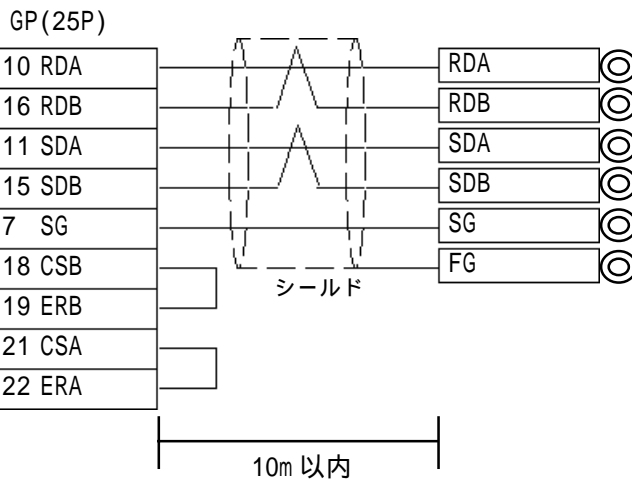 GP(25P)
10 RDA
RDA
16 RDB
RDB
11 SDA
SDA
15 SDB
SDB
7 SG
SG
18 CSB
FG
シールド
19 ERB
21 CSA
22 ERA
10m 以内